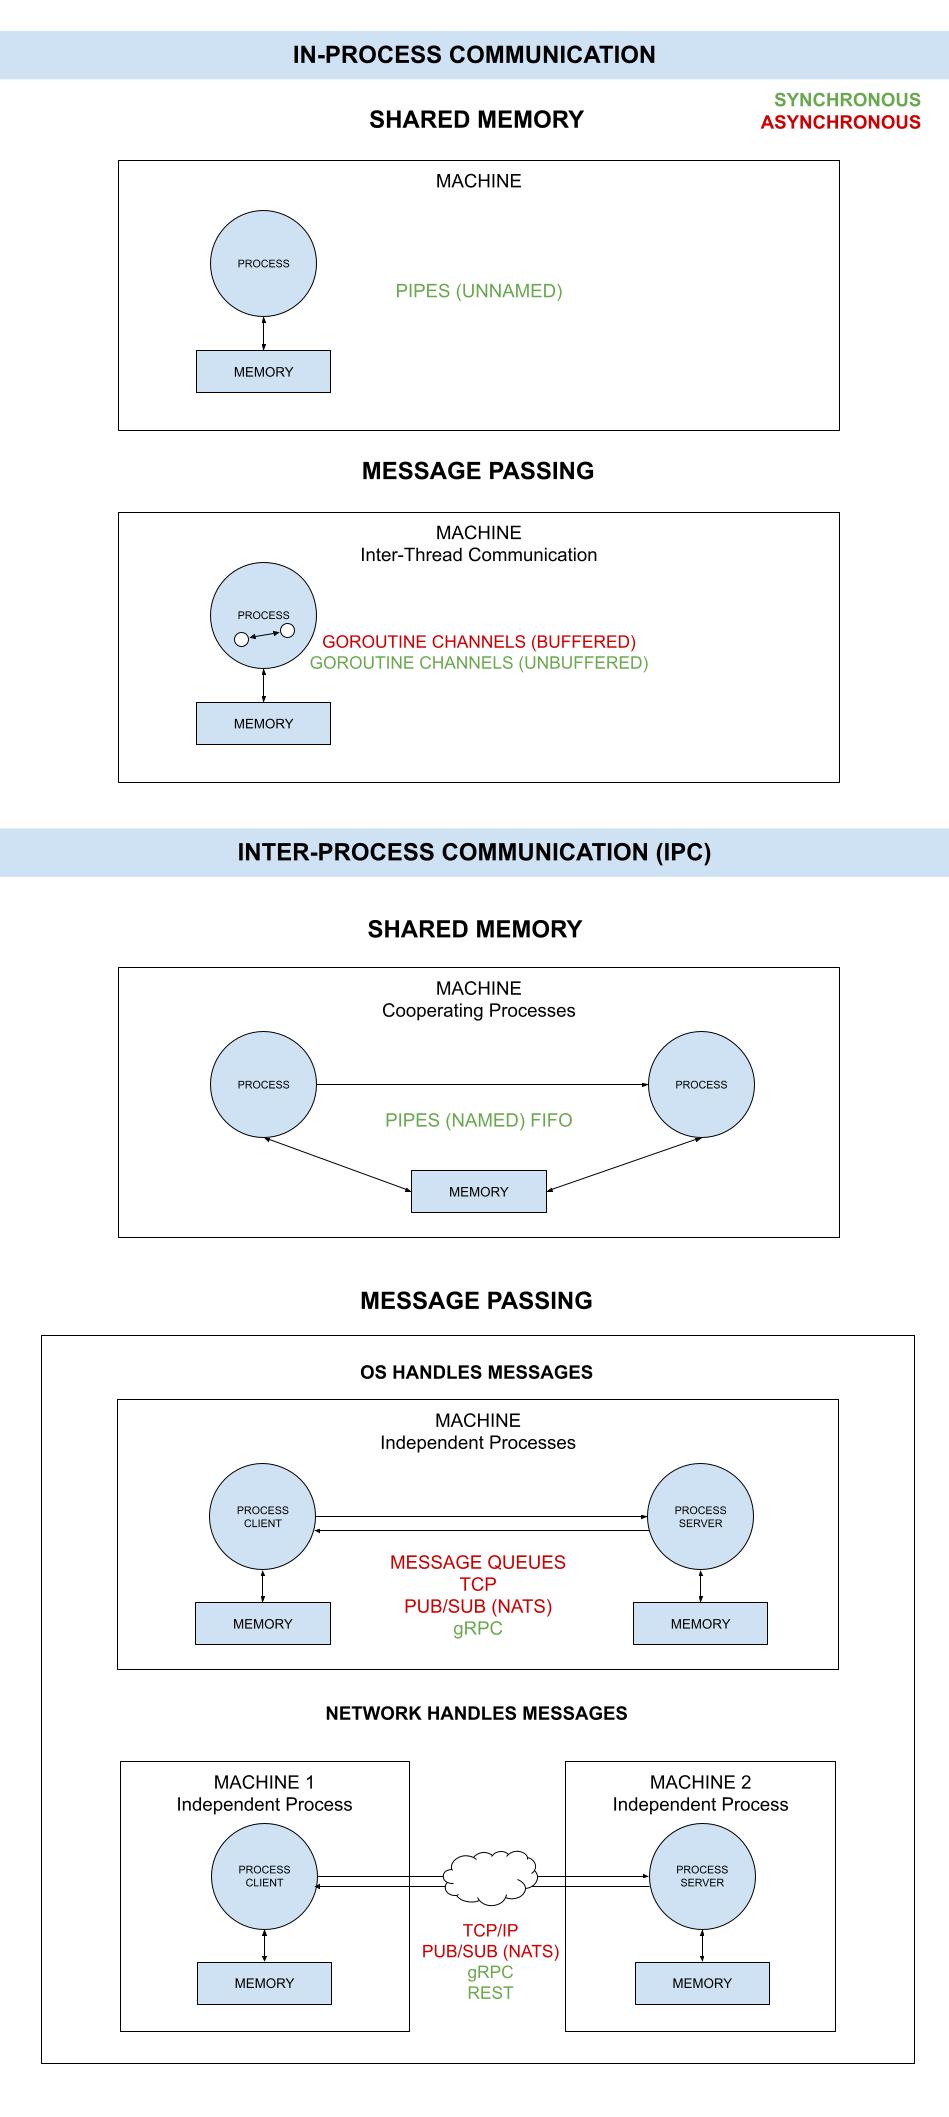 IN-PROCESS COMMUNICATION
SYNCHRONOUS
ASYNCHRONOUS
SHARED MEMORY
MACHINE
PROCESS
PIPES (UNNAMED)
MEMORY
MESSAGE PASSING
MACHINE
Inter-Thread Communication
PROCESS
GOROUTINE CHANNELS (BUFFERED)
GOROUTINE CHANNELS (UNBUFFERED)
MEMORY
INTER-PROCESS COMMUNICATION (IPC)
SHARED MEMORY
MACHINE
Cooperating Processes
PROCESS
PROCESS
PIPES (NAMED) FIFO
MEMORY
MESSAGE PASSING
OS HANDLES MESSAGES
MACHINE
Independent Processes
PROCESS
CLIENT
PROCESS
SERVER
MESSAGE QUEUES
TCP
PUB/SUB (NATS)
gRPC
MEMORY
MEMORY
NETWORK HANDLES MESSAGES
MACHINE 1
Independent Process
MACHINE 2
Independent Process
PROCESS
CLIENT
PROCESS
SERVER
TCP/IP
PUB/SUB (NATS)
gRPC
REST
MEMORY
MEMORY